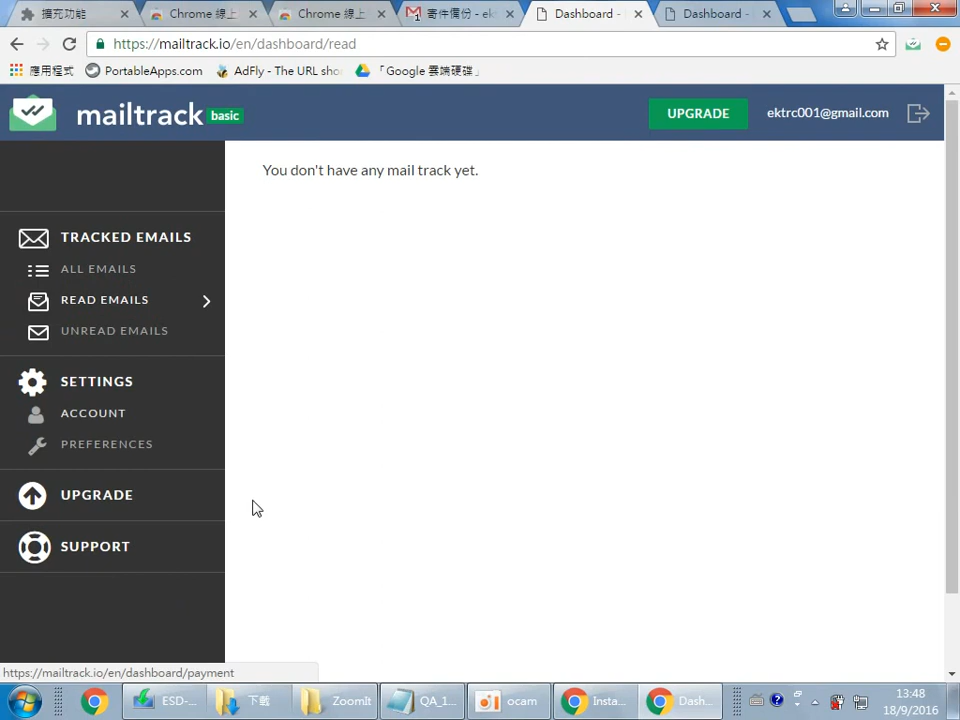 擴充功能
Chrome 線上
Chrome 線上
寄件備份 - ek
Dashboard -
Dashboard -
https://mailtrack.io/en/dashboard/read
應用程式
PortableApps.com
AdFly - The URL sho
「Google 雲端硬碟」
mailtrack basic
UPGRADE
ektrc001@gmail.com
You don't have any mail track yet.
TRACKED EMAILS
ALL EMAILS
READ EMAILS
UNREAD EMAILS
SETTINGS
ACCOUNT
PREFERENCES
UPGRADE
SUPPORT
https://mailtrack.io/en/dashboard/payment
ESD-...
下載
ZoomIt
QA_1...
ocam
Insta...
Dash...
13:48
18/9/2016